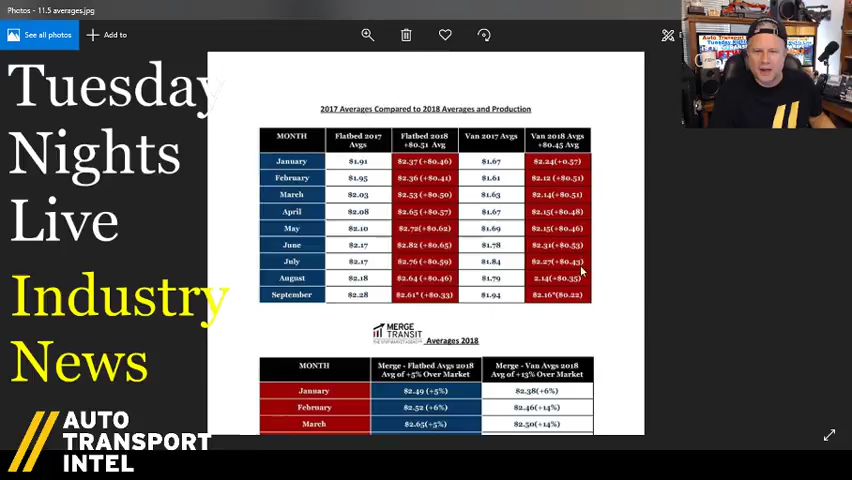 Photos - 11.5 averages.jpg
See all photos
Add to
Tuesday
Nights
Live
Industry
News
AUTO
TRANSPORT
INTEL
2017 Averages Compared to 2018 Averages and Production
MONTH Flatbed 2017 Avgs Flatbed 2018 +$0.51 Avg Van 2017 Avgs Van 2018 Avgs +$0.45 Avg
January $1.91 $2.37 (+$0.46) $1.67 $2.24(+0.57)
February $1.95 $2.36 (+$0.41) $1.61 $2.12 (+$0.51)
March $2.03 $2.53 (+$0.50) $1.63 $2.14(+$0.51)
April $2.08 $2.65 (+$0.57) $1.67 $2.15(+$0.48)
May $2.10 $2.72(+$0.62) $1.69 $2.15(+$0.46)
June $2.17 $2.82 (+$0.65) $1.78 $2.31(+$0.53)
July $2.17 $2.76 (+$0.59) $1.84 $2.27(+$0.43)
August $2.18 $2.64 (+$0.46) $1.79 2.14(+$0.35)
September $2.28 $2.61* (+$0.33) $1.94 $2.16*($0.22)
MERGE
TRANSIT
Averages 2018
MONTH Merge - Flatbed Avgs 2018 Avg of +5% Over Market Merge - Van Avgs 2018 Avg of +13% Over Market
January $2.49 (+5%) $2.38(+6%)
February $2.52 (+6%) $2.46(+14%)
March $2.65(+5%) $2.50(+14%)